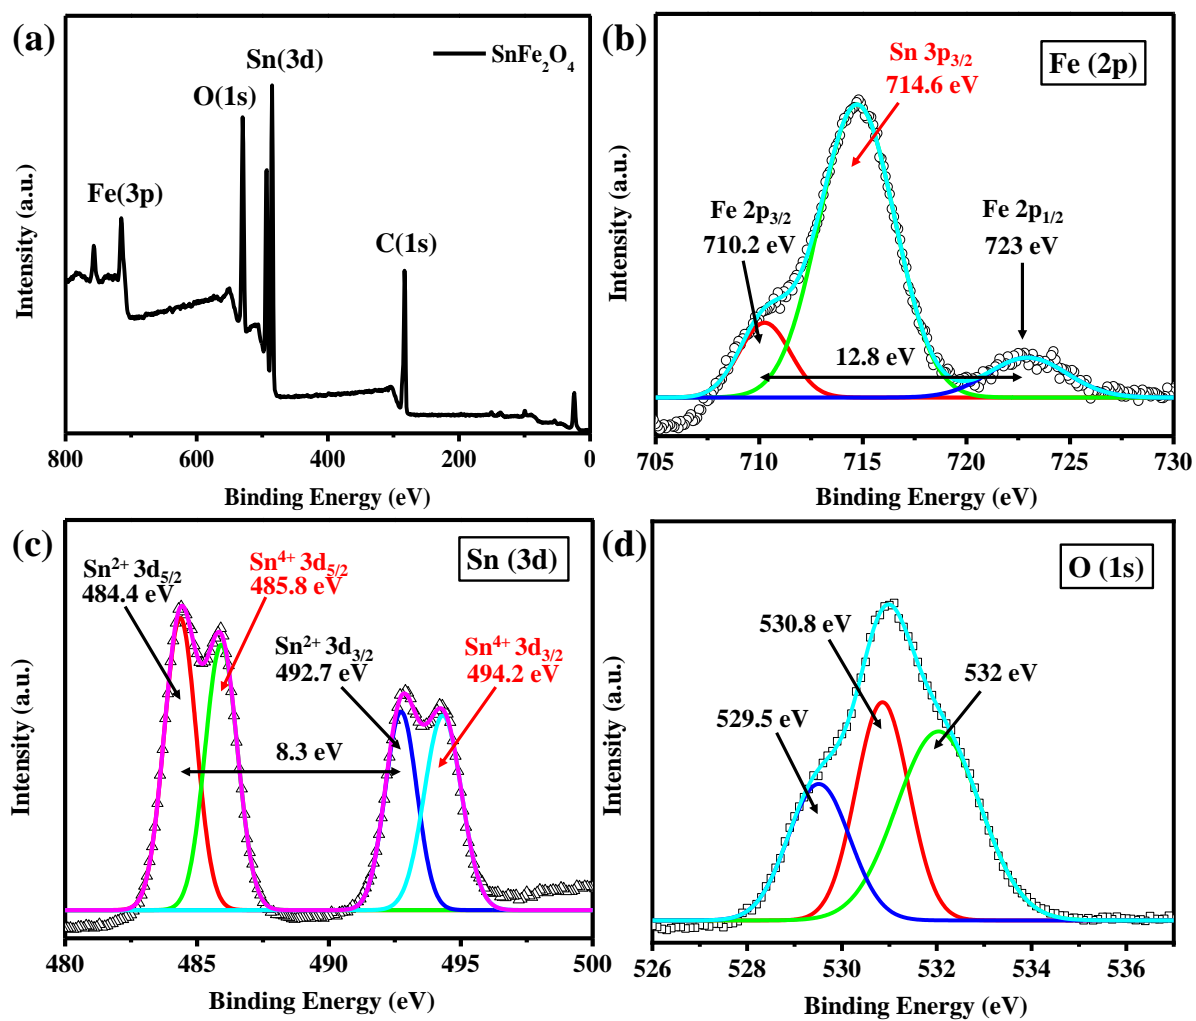 (a)
SnFe₂O₄
Sn(3d)
O(1s)
Fe(3p)
C(1s)
Intensity (a.u.)
800 600 400 200 0
Binding Energy (eV)
(b)
Fe (2p)
Sn 3p₃/₂
714.6 eV
Fe 2p₃/₂
710.2 eV
Fe 2p₁/₂
723 eV
12.8 eV
Intensity (a.u.)
705 710 715 720 725 730
Binding Energy (eV)
(c)
Sn (3d)
Sn²⁺ 3d₅/₂
484.4 eV
Sn⁴⁺ 3d₅/₂
485.8 eV
Sn²⁺ 3d₃/₂
492.7 eV
Sn⁴⁺ 3d₃/₂
494.2 eV
8.3 eV
Intensity (a.u.)
480 485 490 495 500
Binding Energy (eV)
(d)
O (1s)
530.8 eV
532 eV
529.5 eV
Intensity (a.u.)
526 528 530 532 534 536
Binding Energy (eV)